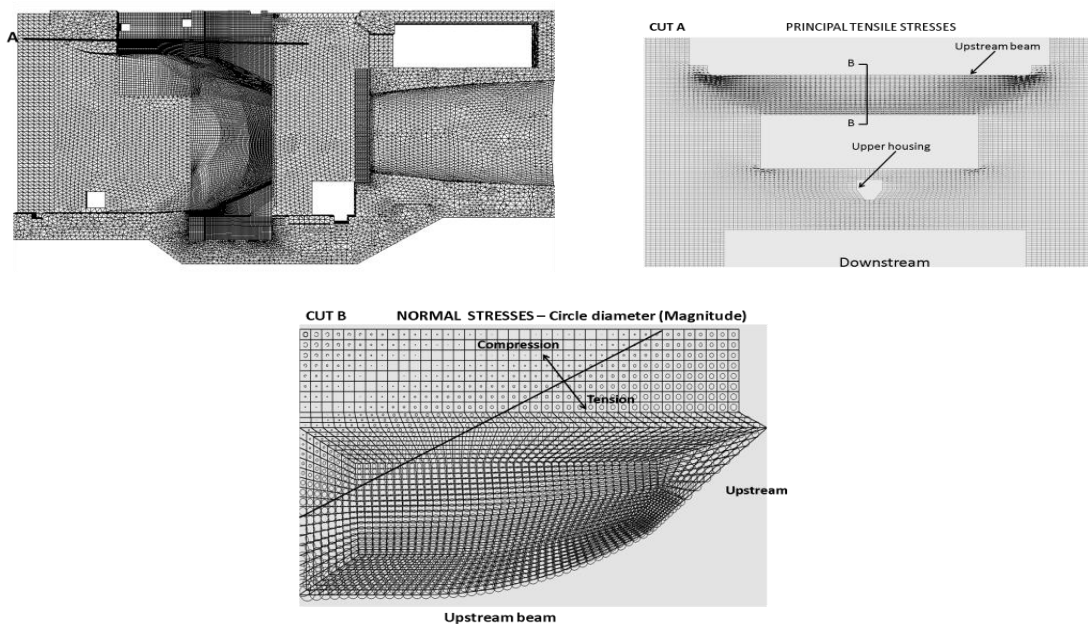 A
CUT A PRINCIPAL TENSILE STRESSES
Upstream beam
B
B
Upper housing
Downstream
CUT B NORMAL STRESSES – Circle diameter (Magnitude)
Compression
Tension
Upstream
Upstream beam